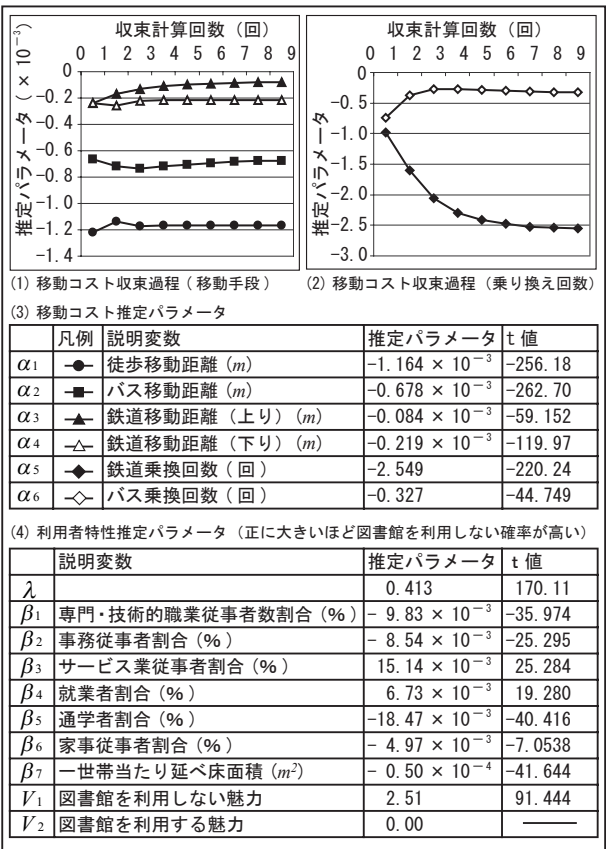 収束計算回数（回）
0 1 2 3 4 5 6 7 8 9
推定パラメータ（× 10⁻³）
0
-0.2
-0.4
-0.6
-0.8
-1.0
-1.2
-1.4
(1) 移動コスト収束過程（移動手段）
収束計算回数（回）
0 1 2 3 4 5 6 7 8 9
推定パラメータ
0
-0.5
-1.0
-1.5
-2.0
-2.5
-3.0
(2) 移動コスト収束過程（乗り換え回数）
(3) 移動コスト推定パラメータ
凡例 説明変数 推定パラメータ t 値
α1 徒歩移動距離 (m) -1.164 × 10⁻³ -256.18
α2 バス移動距離 (m) -0.678 × 10⁻³ -262.70
α3 鉄道移動距離（上り）(m) -0.084 × 10⁻³ -59.152
α4 鉄道移動距離（下り）(m) -0.219 × 10⁻³ -119.97
α5 鉄道乗換回数（回） -2.549 -220.24
α6 バス乗換回数（回） -0.327 -44.749
(4) 利用者特性推定パラメータ（正に大きいほど図書館を利用しない確率が高い）
説明変数 推定パラメータ t 値
λ 0.413 170.11
β1 専門・技術的職業従事者数割合（%） - 9.83 × 10⁻³ -35.974
β2 事務従事者割合（%） - 8.54 × 10⁻³ -25.295
β3 サービス業従事者割合（%） 15.14 × 10⁻³ 25.284
β4 就業者割合（%） 6.73 × 10⁻³ 19.280
β5 通学者割合（%） -18.47 × 10⁻³ -40.416
β6 家事従事者割合（%） - 4.97 × 10⁻³ -7.0538
β7 一世帯当たり延べ床面積 (m²) - 0.50 × 10⁻⁴ -41.644
V1 図書館を利用しない魅力 2.51 91.444
V2 図書館を利用する魅力 0.00 ——